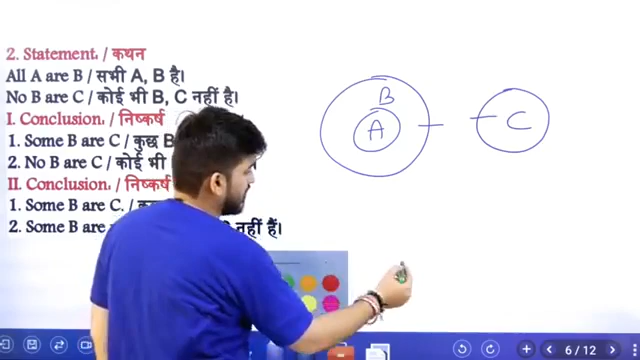 2. Statement. / कथन
All A are B / सभी A, B है।
No B are C / कोई भी B, C नहीं है।
I. Conclusion. / निष्कर्ष
1. Some B are C / कुछ B
2. No B are C / कोई भी
II. Conclusion. / निष्कर्ष
1. Some B are C. /
2. Some B are नहीं हैं।
B
A
C
6 / 12